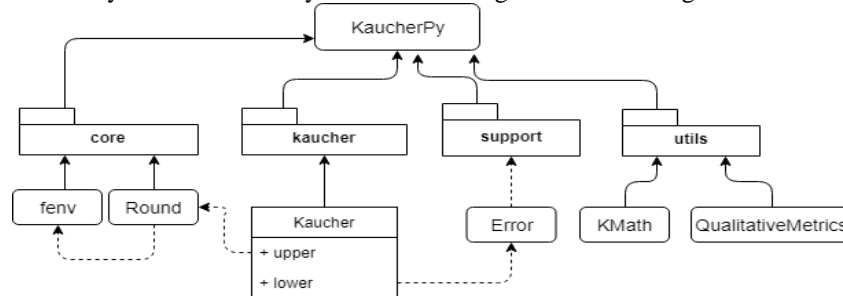 KaucherPy
core
kaucher
support
utils
fenv
Round
Kaucher
+ upper
+ lower
Error
KMath
QualitativeMetrics